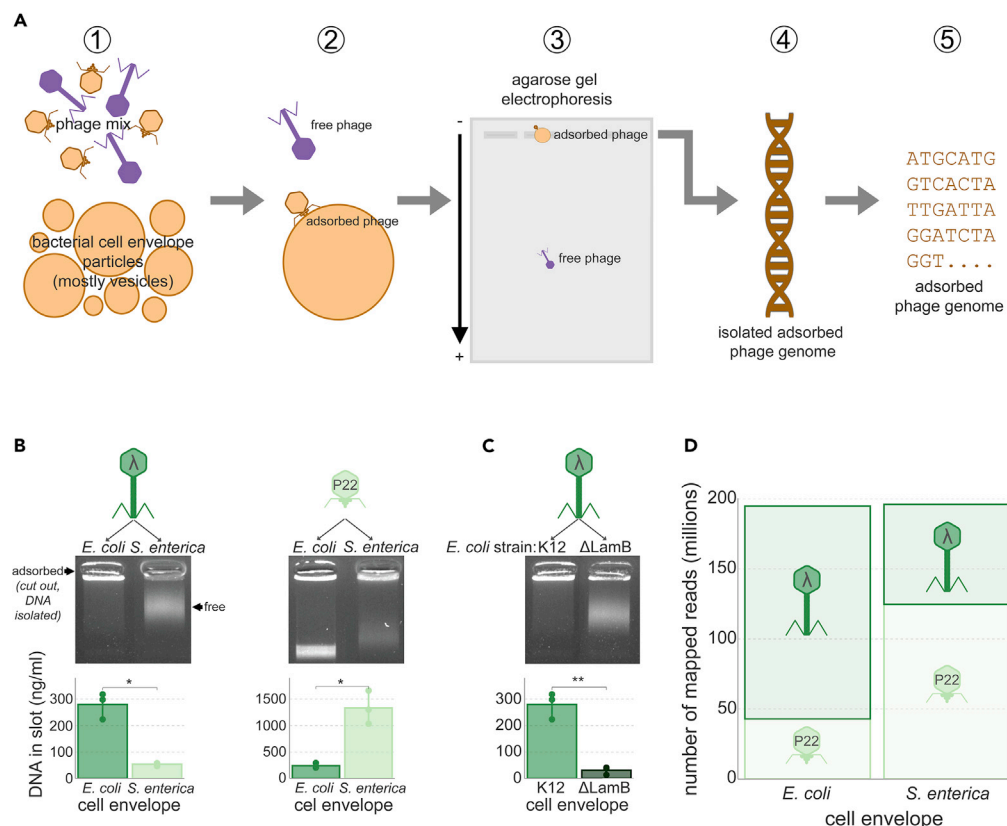 A
① ② ③ ④ ⑤
phage mix
bacterial cell envelope
particles
(mostly vesicles)
free phage
adsorbed phage
agarose gel
electrophoresis
-
adsorbed phage
free phage
+
isolated adsorbed
phage genome
ATGCATG
GTCACTA
TTGATTA
GGATCTA
GGT....
adsorbed
phage genome
B
λ
E. coli S. enterica
adsorbed
(cut out,
DNA
isolated)
free
DNA in slot (ng/ml)
300
200
100
0
*
E. coli S. enterica
cell envelope
P22
E. coli S. enterica
1500
1000
500
0
*
E. coli S. enterica
cel envelope
C
λ
E. coli strain: K12 ΔLamB
300
200
100
0
**
K12 ΔLamB
cell envelope
D
number of mapped reads (millions)
200
150
100
50
0
λ
P22
λ
P22
E. coli S. enterica
cell envelope